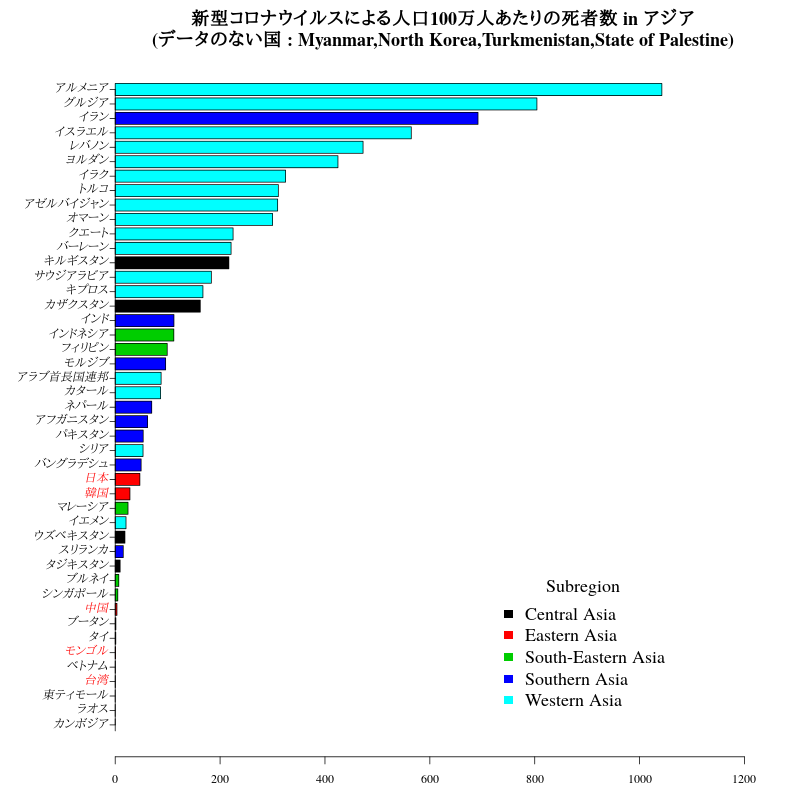 新型コロナウイルスによる人口100万人あたりの死者数 in アジア
(データのない国 : Myanmar,North Korea,Turkmenistan,State of Palestine)
アルメニア
グルジア
イラン
イスラエル
レバノン
ヨルダン
イラク
トルコ
アゼルバイジャン
オマーン
クエート
バーレーン
キルギスタン
サウジアラビア
キプロス
カザクスタン
インド
インドネシア
フィリピン
モルジブ
アラブ首長国連邦
カタール
ネパール
アフガニスタン
パキスタン
シリア
バングラデシュ
日本
韓国
マレーシア
イエメン
ウズベキスタン
スリランカ
タジキスタン
ブルネイ
シンガポール
中国
ブータン
タイ
モンゴル
ベトナム
台湾
東ティモール
ラオス
カンボジア
Subregion
Central Asia
Eastern Asia
South-Eastern Asia
Southern Asia
Western Asia
0 200 400 600 800 1000 1200